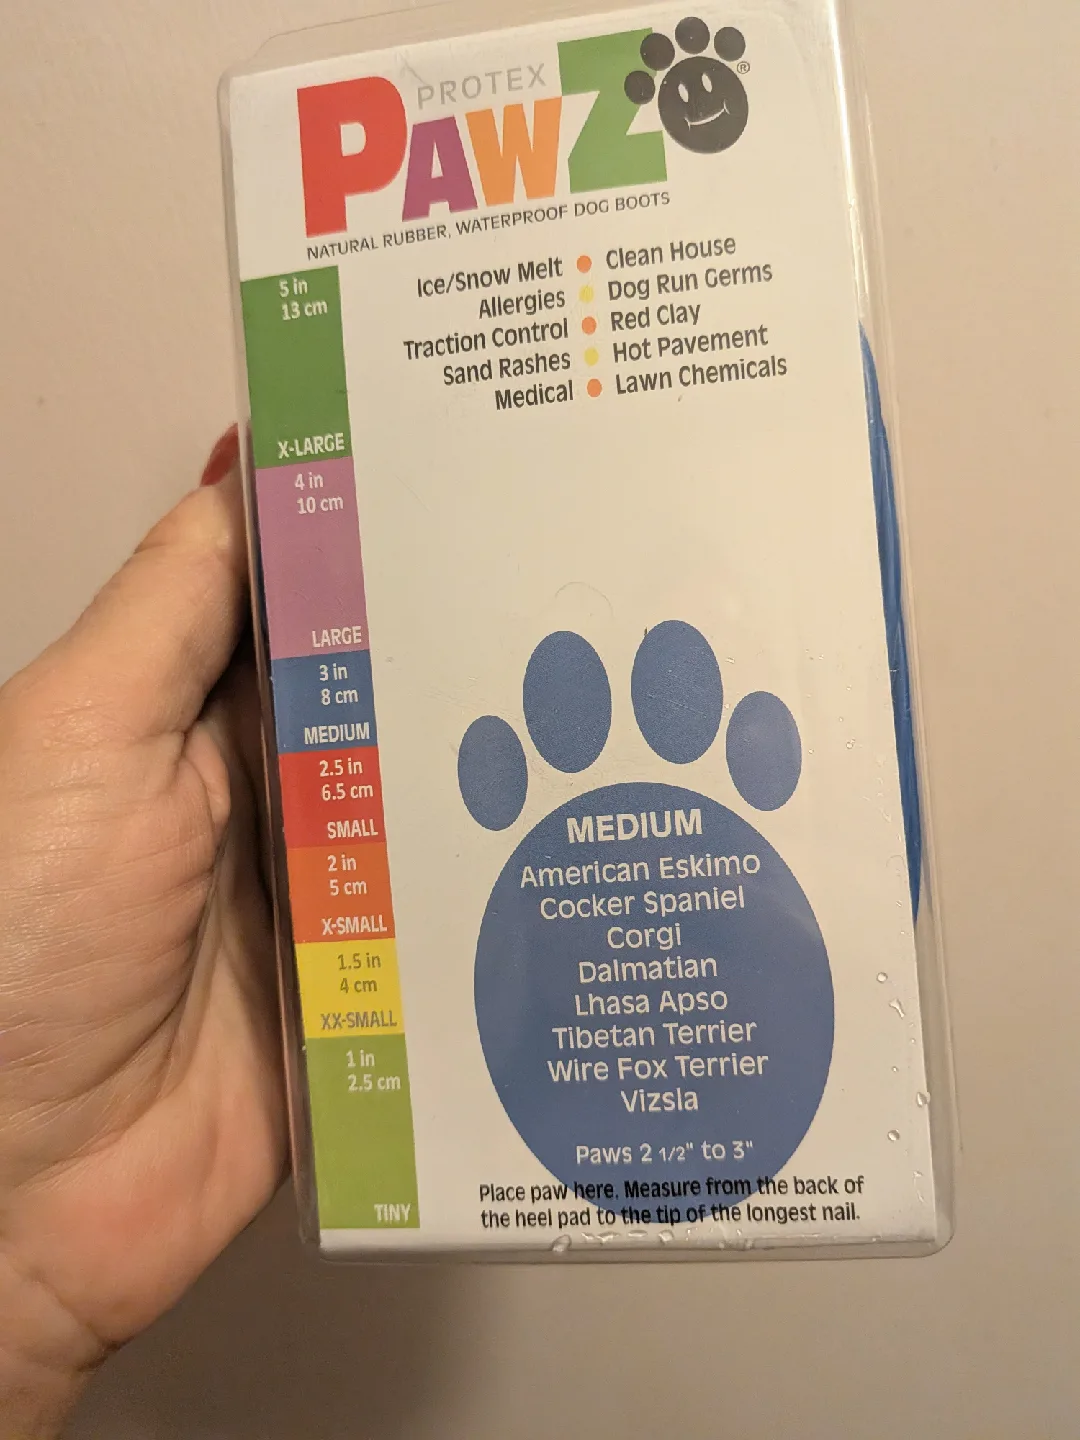 PROTEX
PAWZ®
NATURAL RUBBER, WATERPROOF DOG BOOTS
Ice/Snow Melt Clean House
Allergies Dog Run Germs
Traction Control Red Clay
Sand Rashes Hot Pavement
Medical Lawn Chemicals
5 in
13 cm
X-LARGE
4 in
10 cm
LARGE
3 in
8 cm
MEDIUM
2.5 in
6.5 cm
SMALL
2 in
5 cm
X-SMALL
1.5 in
4 cm
XX-SMALL
1 in
2.5 cm
TINY
MEDIUM
American Eskimo
Cocker Spaniel
Corgi
Dalmatian
Lhasa Apso
Tibetan Terrier
Wire Fox Terrier
Vizsla
Paws 2 1/2" to 3"
Place paw here. Measure from the back of
the heel pad to the tip of the longest nail.